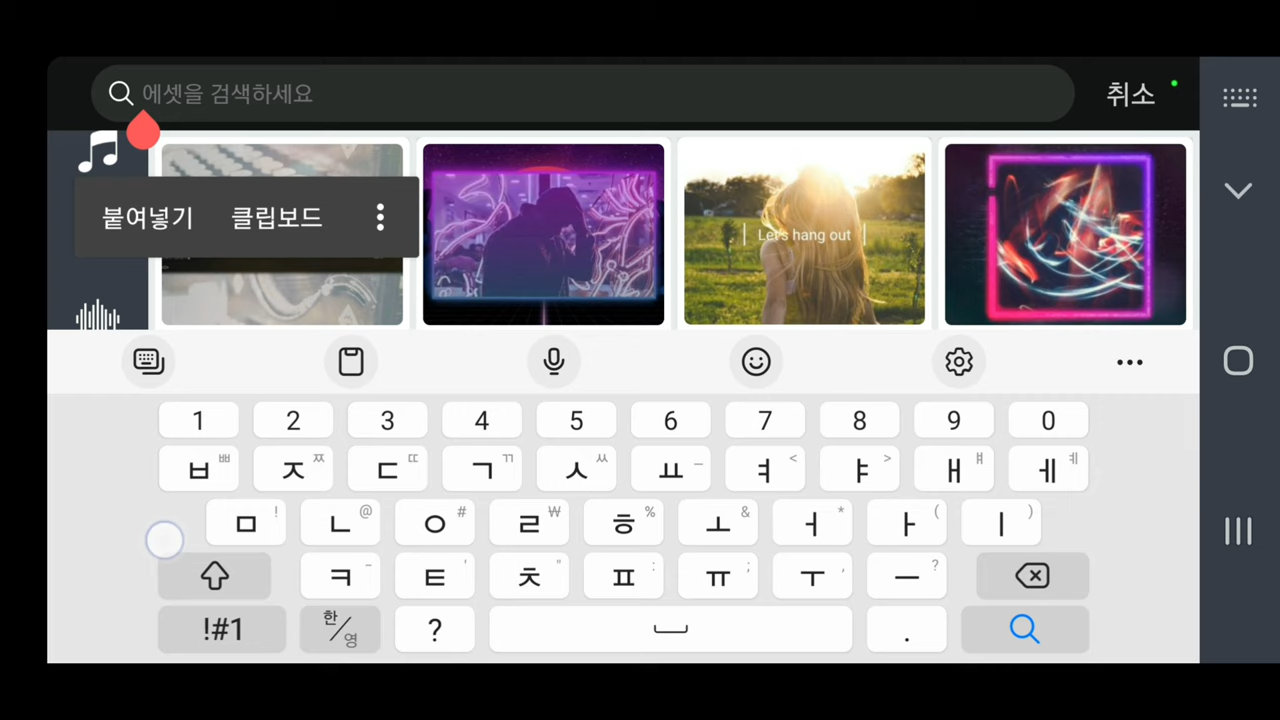 에셋을 검색하세요
취소
붙여넣기 클립보드
Let's hang out
1 2 3 4 5 6 7 8 9 0
ㅂ ㅃ ㅈ ㅉ ㄷ ㄸ ㄱ ㄲ ㅅ ㅆ ㅛ _ ㅕ < ㅑ > ㅐ ㅒ ㅔ ㅖ
ㅁ ! ㄴ @ ㅇ # ㄹ ₩ ㅎ % ㅗ & ㅓ * ㅏ ( ㅣ )
ㅋ - ㅌ ' ㅊ " ㅍ : ㅠ ; ㅜ , ㅡ ?
!#1 한/영 ? .